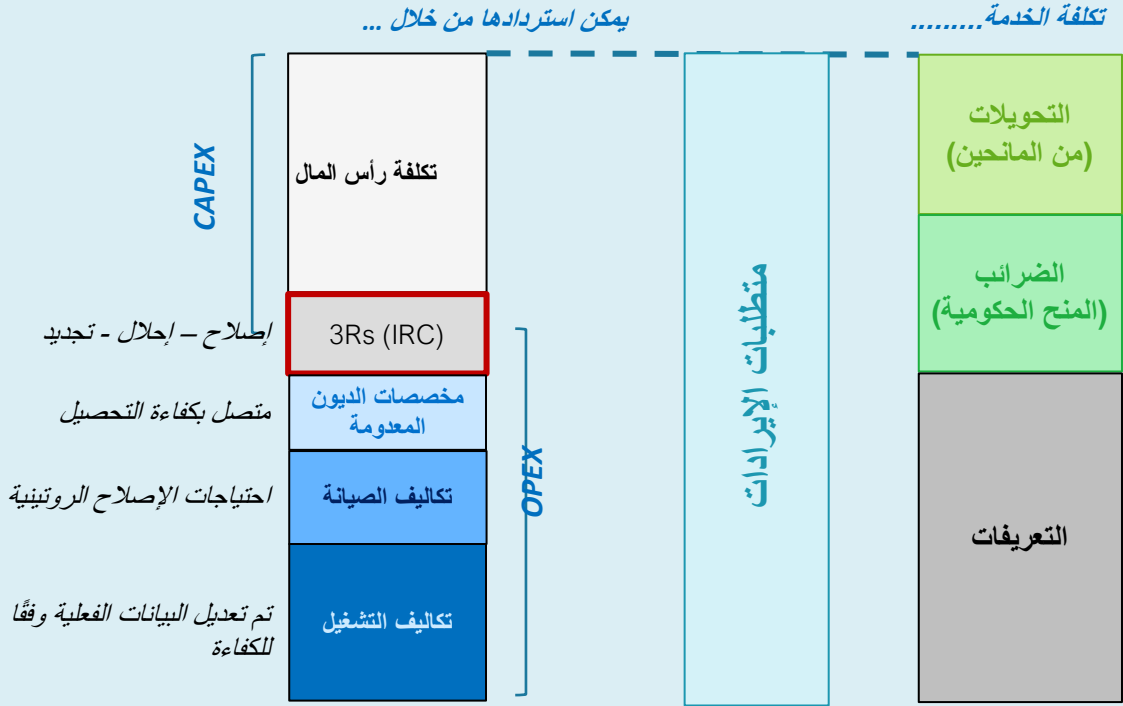 تكلفة الخدمة.........
يمكن استردادها من خلال ...
التحويلات
(من المانحين)
الضرائب
(المنح الحكومية)
التعريفات
متطلبات الإيرادات
CAPEX
OPEX
تكلفة رأس المال
3Rs (IRC)
إصلاح – إحلال - تجديد
مخصصات الديون
المعدومة
متصل بكفاءة التحصيل
تكاليف الصيانة
احتياجات الإصلاح الروتينية
تكاليف التشغيل
تم تعديل البيانات الفعلية وفقًا
للكفاءة